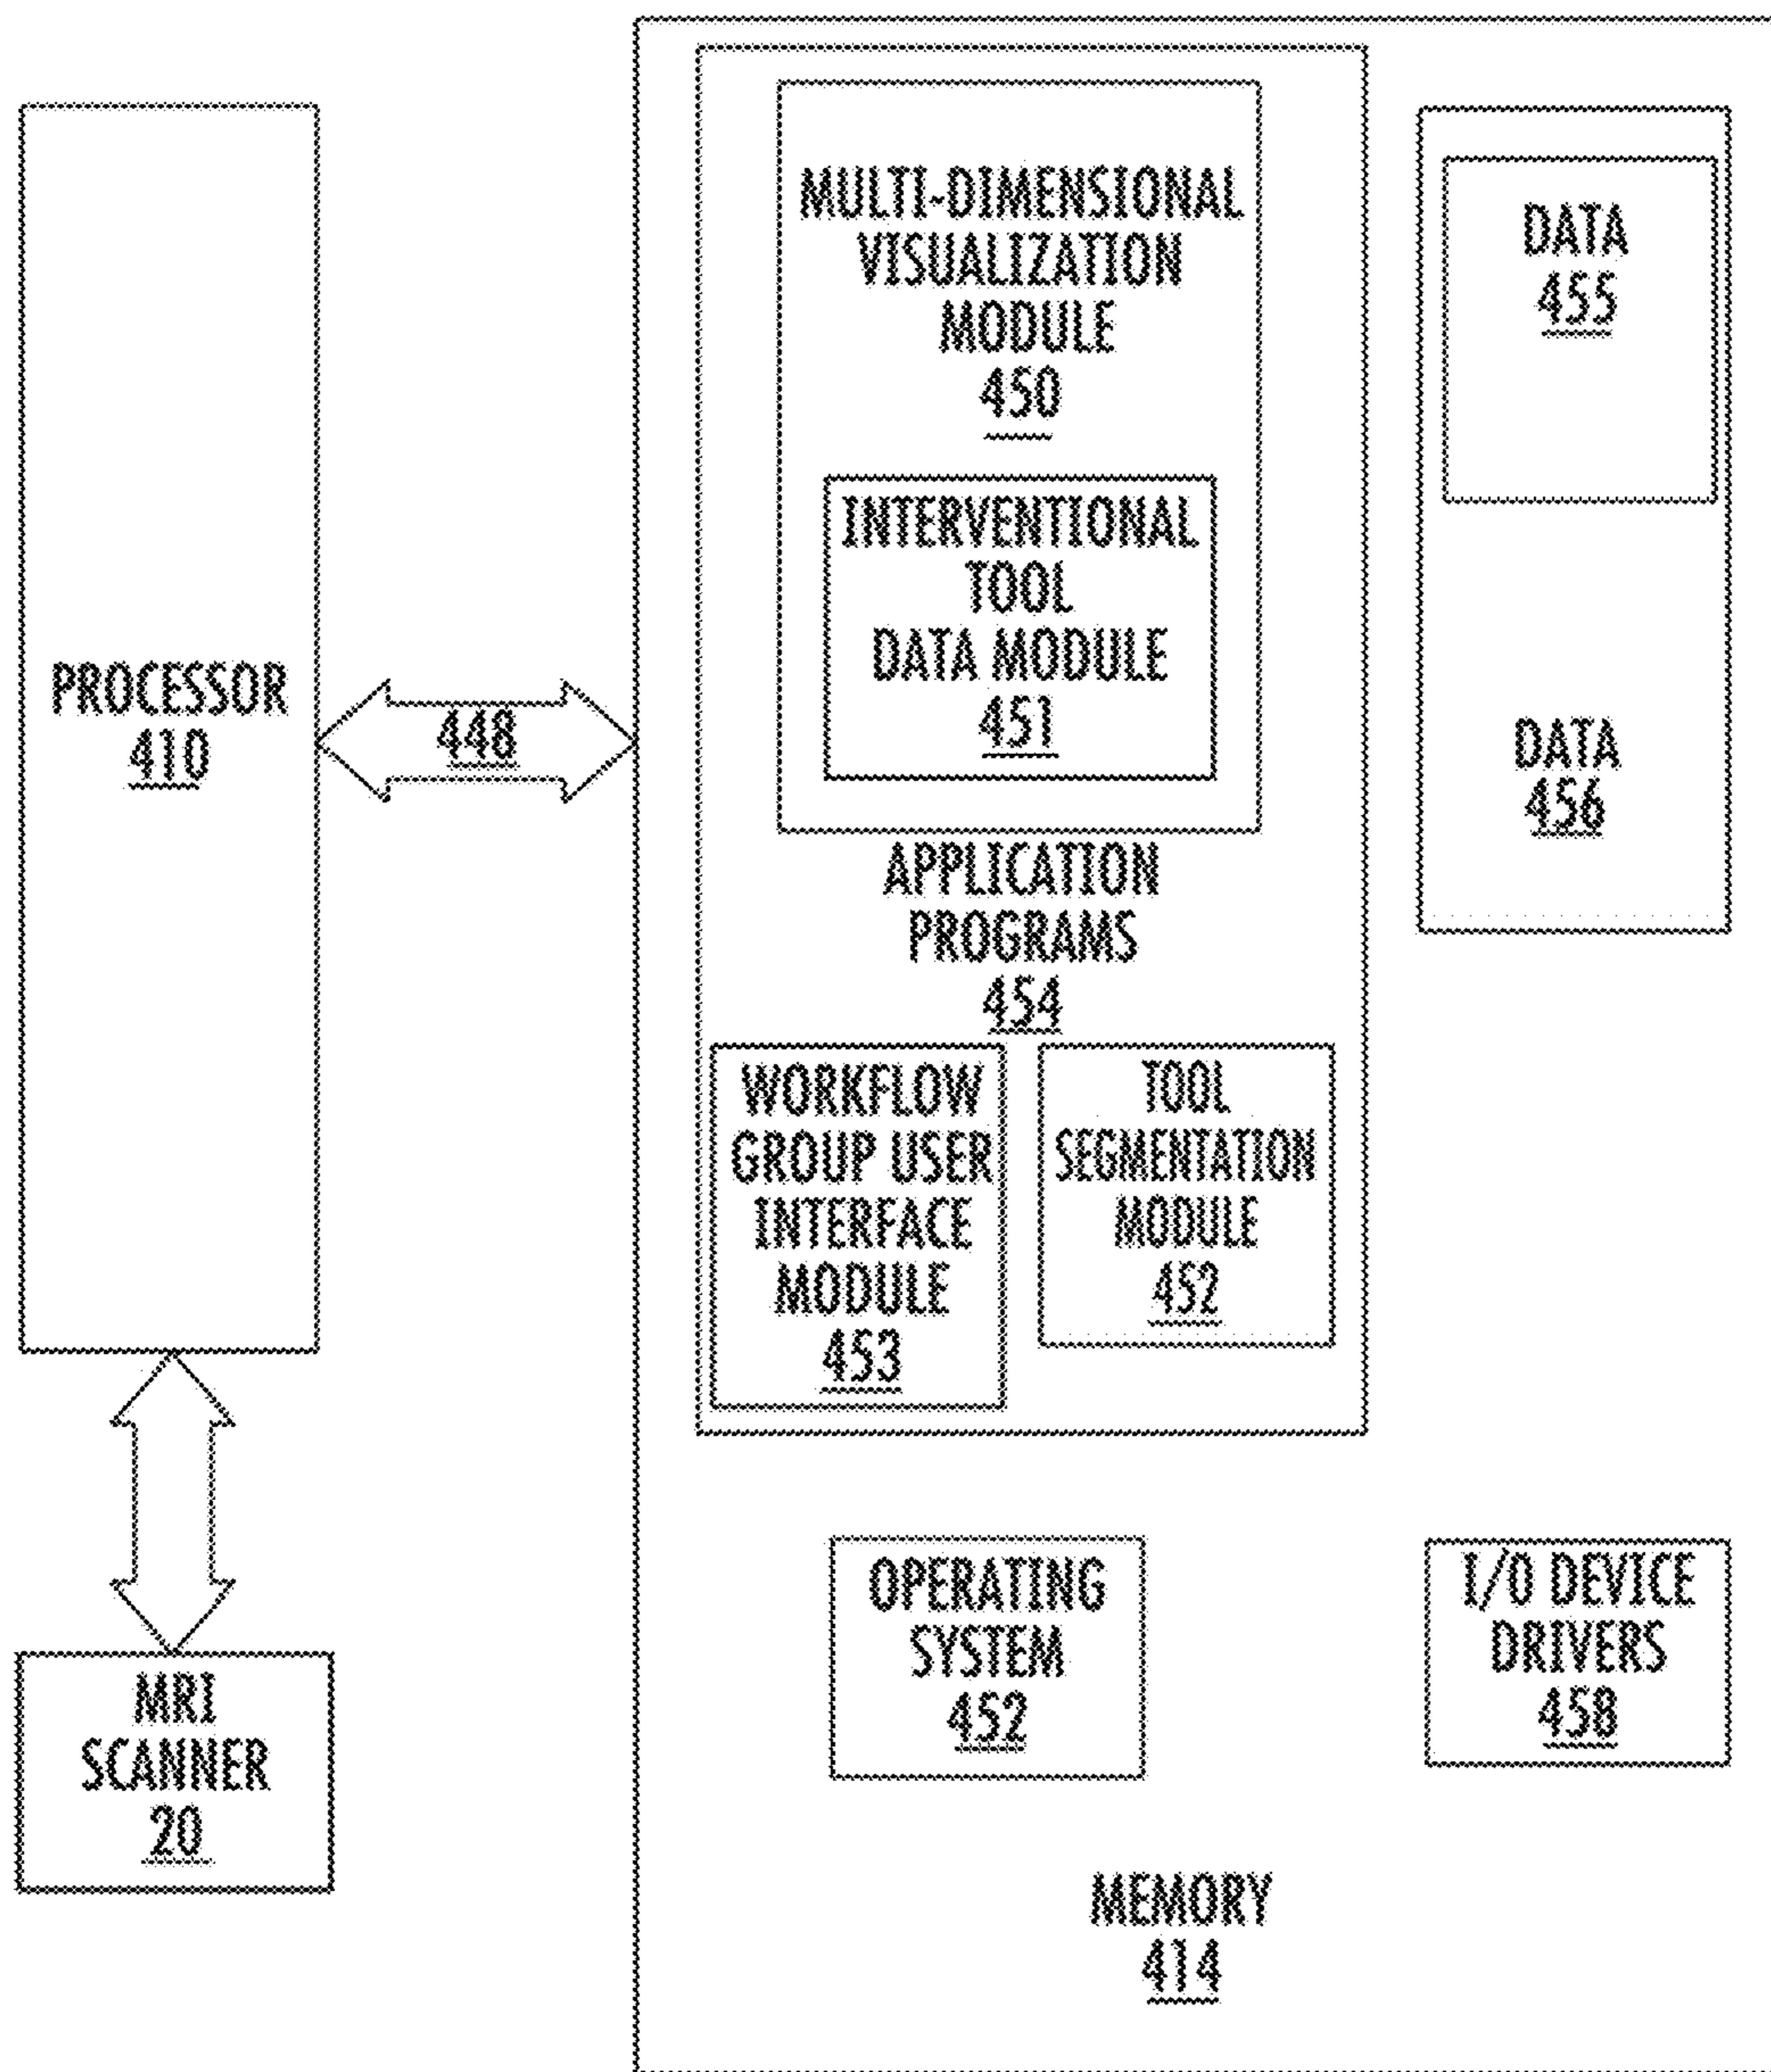 PROCESSOR
410
448
MRI
SCANNER
20
MULTI-DIMENSIONAL
VISUALIZATION
MODULE
450
INTERVENTIONAL
TOOL
DATA MODULE
451
APPLICATION
PROGRAMS
454
WORKFLOW
GROUP USER
INTERFACE
MODULE
453
TOOL
SEGMENTATION
MODULE
452
DATA
455
DATA
456
OPERATING
SYSTEM
452
I/O DEVICE
DRIVERS
458
MEMORY
414